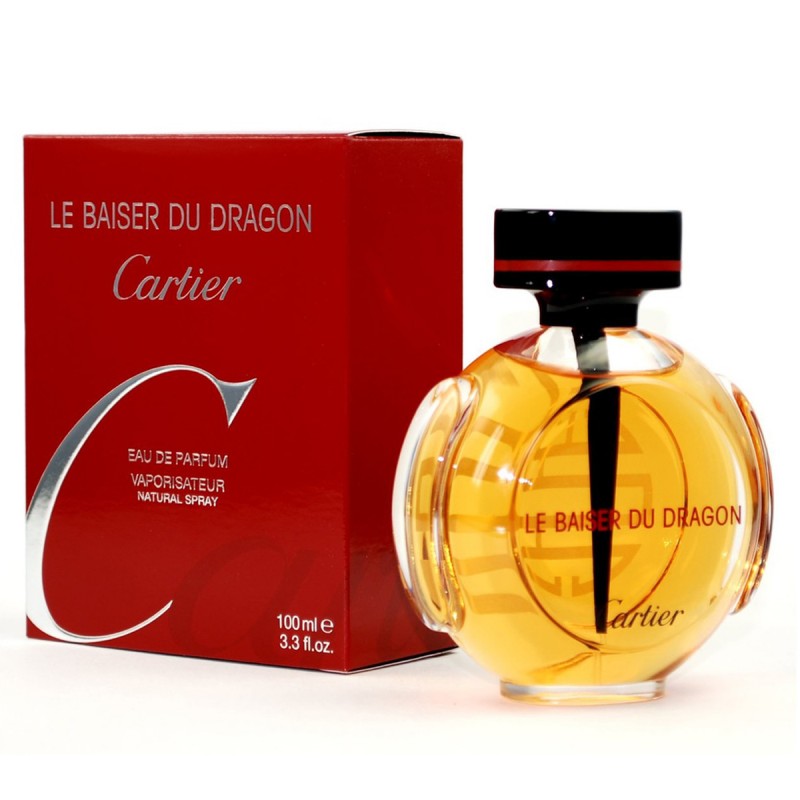 LE BAISER DU DRAGON
Cartier
C
EAU DE PARFUM
VAPORISATEUR
NATURAL SPRAY
100 ml ℮
3.3 fl.oz.
LE BAISER DU DRAGON
Cartier